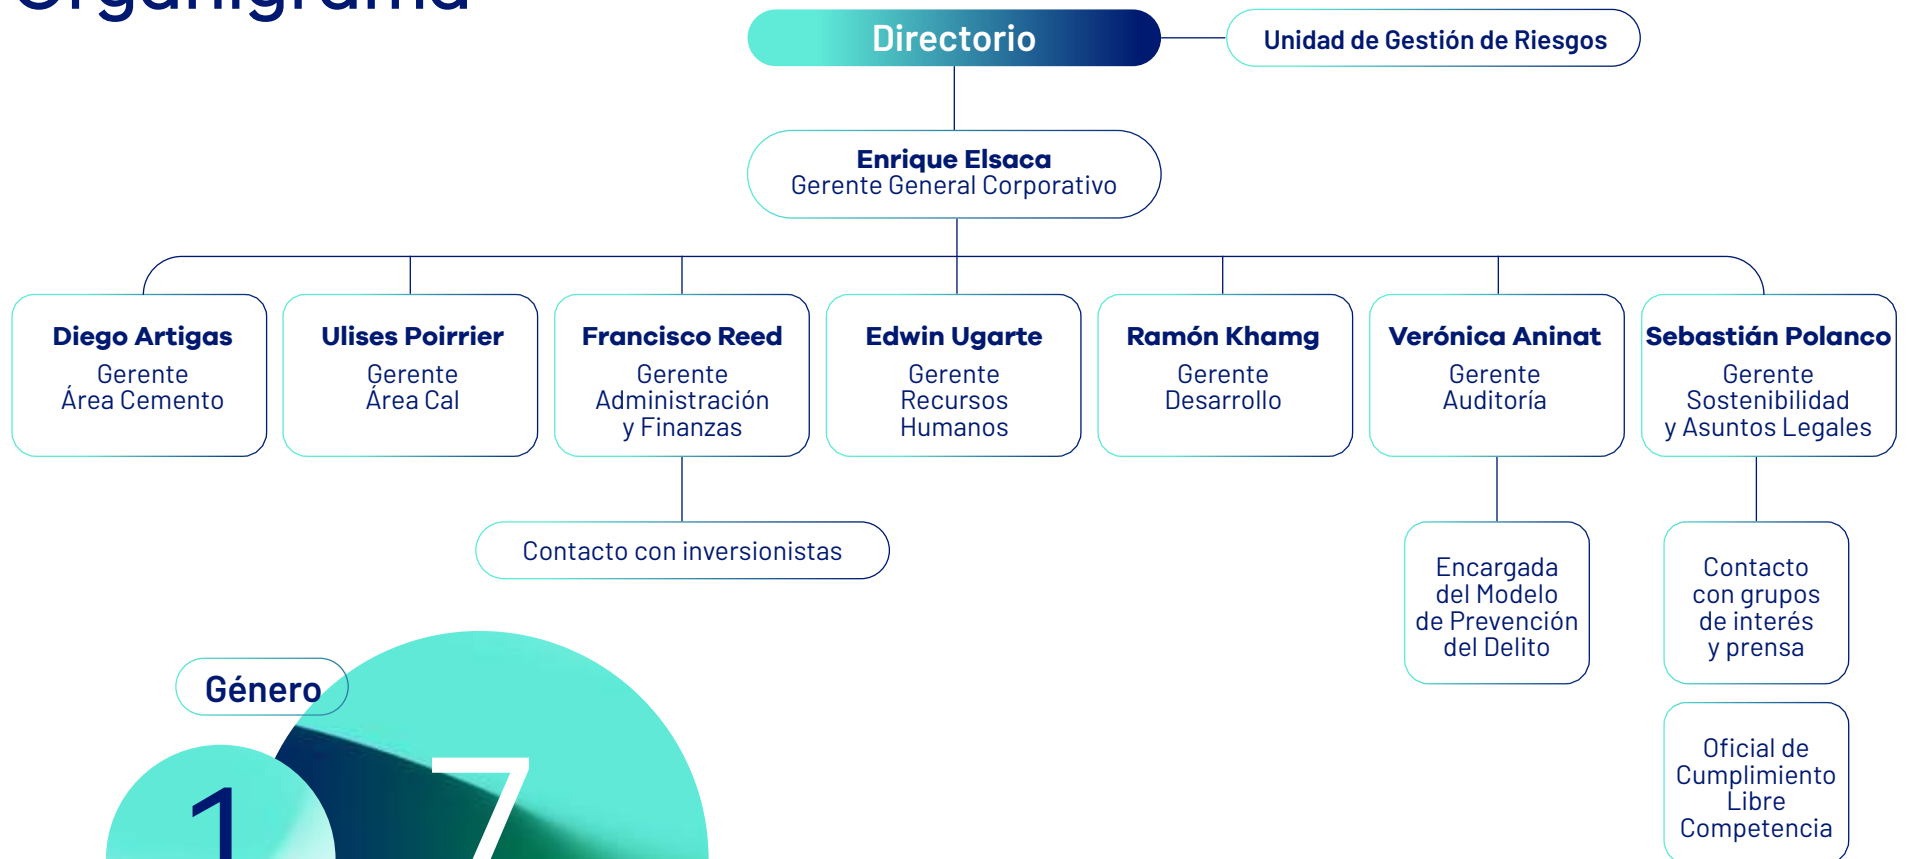 Organigrama
Directorio
Unidad de Gestión de Riesgos
Enrique Elsaca
Gerente General Corporativo
Diego Artigas
Gerente
Área Cemento
Ulises Poirrier
Gerente
Área Cal
Francisco Reed
Gerente
Administración
y Finanzas
Edwin Ugarte
Gerente
Recursos
Humanos
Ramón Khamg
Gerente
Desarrollo
Verónica Aninat
Gerente
Auditoría
Sebastián Polanco
Gerente
Sostenibilidad
y Asuntos Legales
Contacto con inversionistas
Encargada
del Modelo
de Prevención
del Delito
Contacto
con grupos
de interés
y prensa
Oficial de
Cumplimiento
Libre
Competencia
Género
1
7